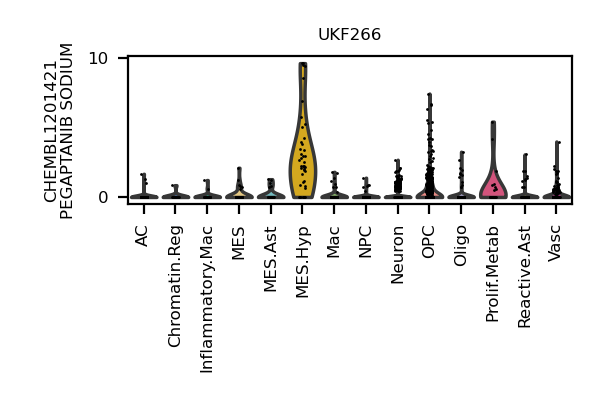 UKF266
CHEMBL1201421
PEGAPTANIB SODIUM
10
0
AC
Chromatin.Reg
Inflammatory.Mac
MES
MES.Ast
MES.Hyp
Mac
NPC
Neuron
OPC
Oligo
Prolif.Metab
Reactive.Ast
Vasc